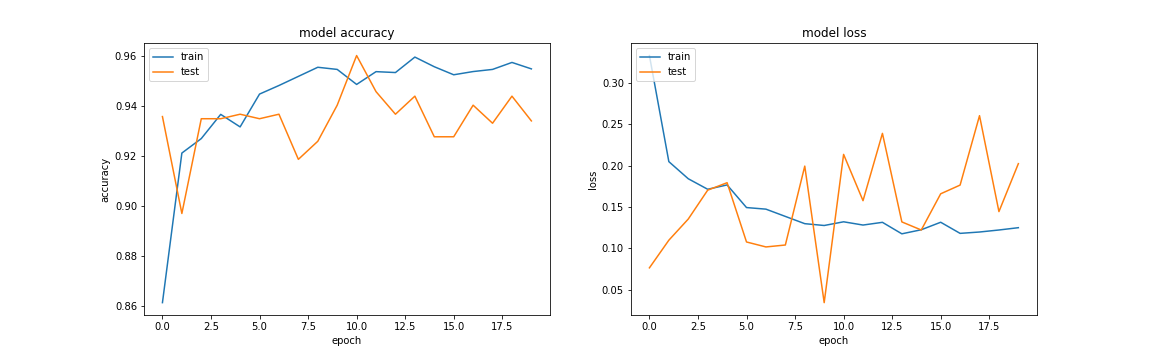 model accuracy
train
test
0.96
0.94
0.92
0.90
0.88
0.86
accuracy
0.0 2.5 5.0 7.5 10.0 12.5 15.0 17.5
epoch
model loss
train
test
0.30
0.25
0.20
0.15
0.10
0.05
loss
0.0 2.5 5.0 7.5 10.0 12.5 15.0 17.5
epoch